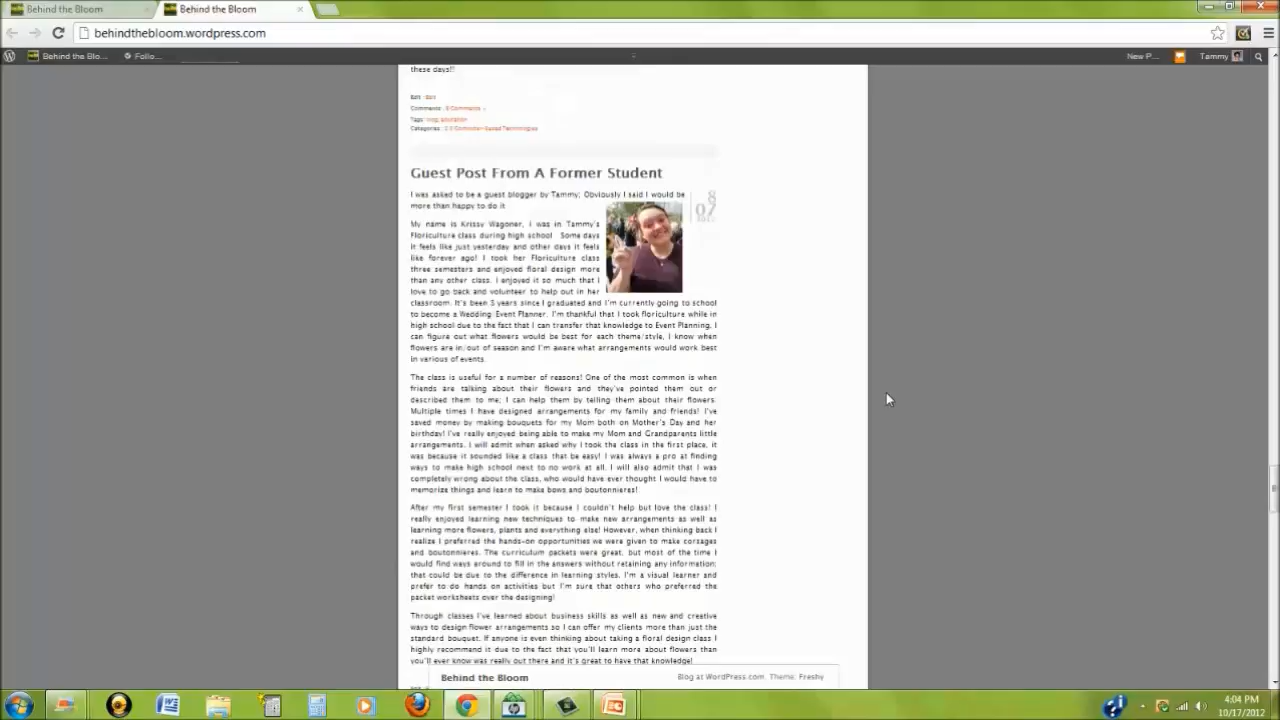 Behind the Bloom
Behind the Bloom
behindthebloom.wordpress.com
Behind the Blo...
Follo...
New P...
Tammy
these days!!
Comments :
Tags:
Categories :
Guest Post From A Former Student
I was asked to be a guest blogger by Tammy; Obviously I said I would be
more than happy to do it
8
07
My name is Krissy Wagoner, I was in Tammy's
Floriculture class during high school Some days
it feels like just yesterday and other days it feels
like forever ago! I took her Floriculture class
three semesters and enjoyed floral design more
than any other class. I enjoyed it so much that I
love to go back and volunteer to help out in her
classroom. It's been 3 years since I graduated and I'm currently going to school
to become a Wedding Event Planner. I'm thankful that I took floriculture while in
high school due to the fact that I can transfer that knowledge to Event Planning. I
can figure out what flowers would be best for each theme/style, I know when
flowers are in/out of season and I'm aware what arrangements would work best
in various of events.
The class is useful for a number of reasons! One of the most common is when
friends are talking about their flowers and they've pointed them out or
described them to me; I can help them by telling them about their flowers.
Multiple times I have designed arrangements for my family and friends! I've
saved money by making bouquets for my Mom both on Mother's Day and her
birthday! I've really enjoyed being able to make my Mom and Grandparents little
arrangements. I will admit when asked why I took the class in the first place, it
was because it sounded like a class that be easy! I was always a pro at finding
ways to make high school next to no work at all. I will also admit that I was
completely wrong about the class, who would have ever thought I would have to
memorize things and learn to make bows and boutonnieres!
After my first semester I took it because I couldn't help but love the class! I
really enjoyed learning new techniques to make new arrangements as well as
learning more flowers, plants and everything else! However, when thinking back I
realize I preferred the hands-on opportunities we were given to make corsages
and boutonnieres. The curriculum packets were great, but most of the time I
would find ways around to fill in the answers without retaining any information;
that could be due to the difference in learning styles. I'm a visual learner and
prefer to do hands on activities but I'm sure that others who preferred the
packet worksheets over the designing!
Through classes I've learned about business skills as well as new and creative
ways to design flower arrangements so I can offer my clients more than just the
standard bouquet. If anyone is even thinking about taking a floral design class I
highly recommend it due to the fact that you'll learn more about flowers than
you'll ever know was really out there and it's great to have that knowledge!
Behind the Bloom
Blog at WordPress.com. Theme: Freshy
4:04 PM
10/17/2012